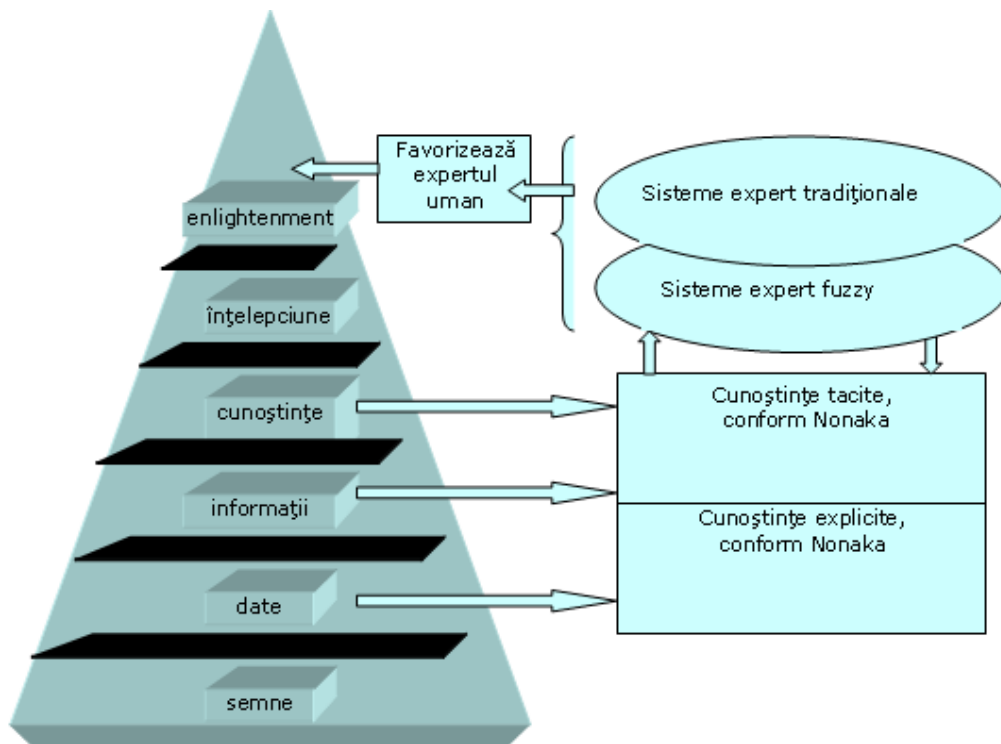 Favorizează
expertul
uman
Sisteme expert tradiţionale
enlightenment
Sisteme expert fuzzy
înţelepciune
cunoştinţe
Cunoştinţe tacite,
conform Nonaka
informaţii
Cunoştinţe explicite,
conform Nonaka
date
semne